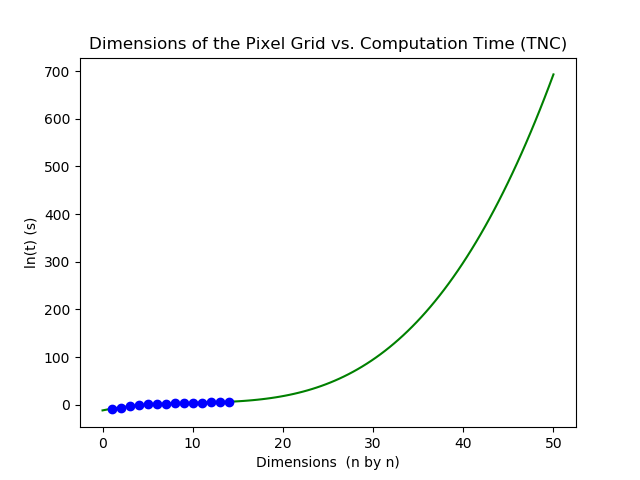 Dimensions of the Pixel Grid vs. Computation Time (TNC)
700
600
500
400
300
200
100
0
ln(t) (s)
0 10 20 30 40 50
Dimensions  (n by n)